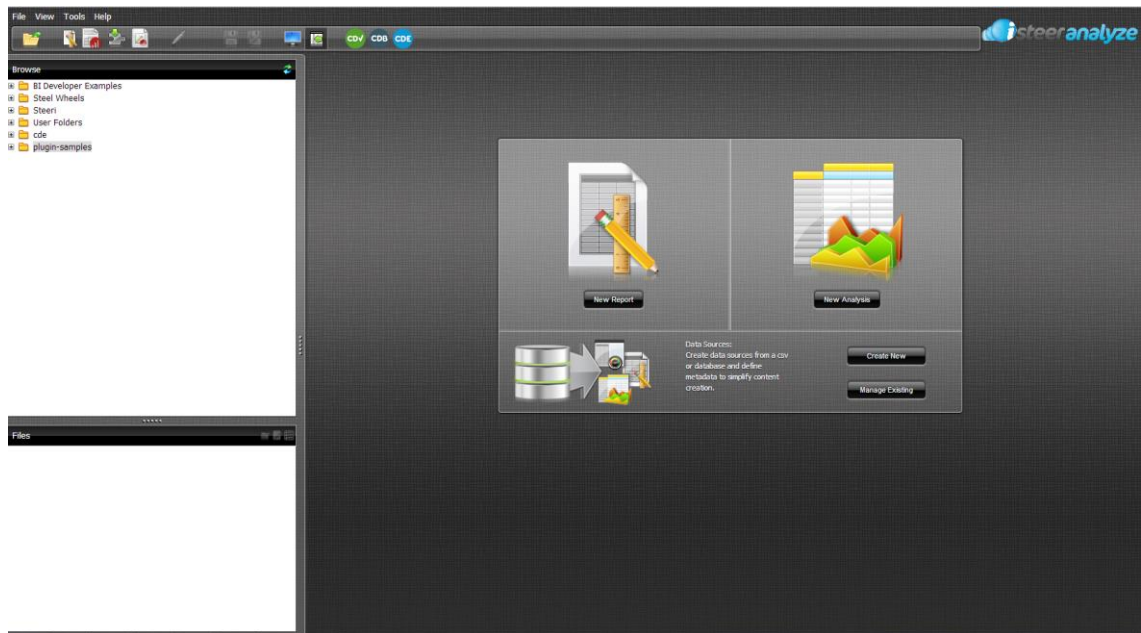 File View Tools Help
CDV CDB CDE
isteeranalyze
Browse
BI Developer Examples
Steel Wheels
Steeri
User Folders
cde
plugin-samples
New Report
New Analysis
Data Sources:
Create data sources from a csv
or database and define
metadata to simplify content
creation.
Create New
Manage Existing
Files